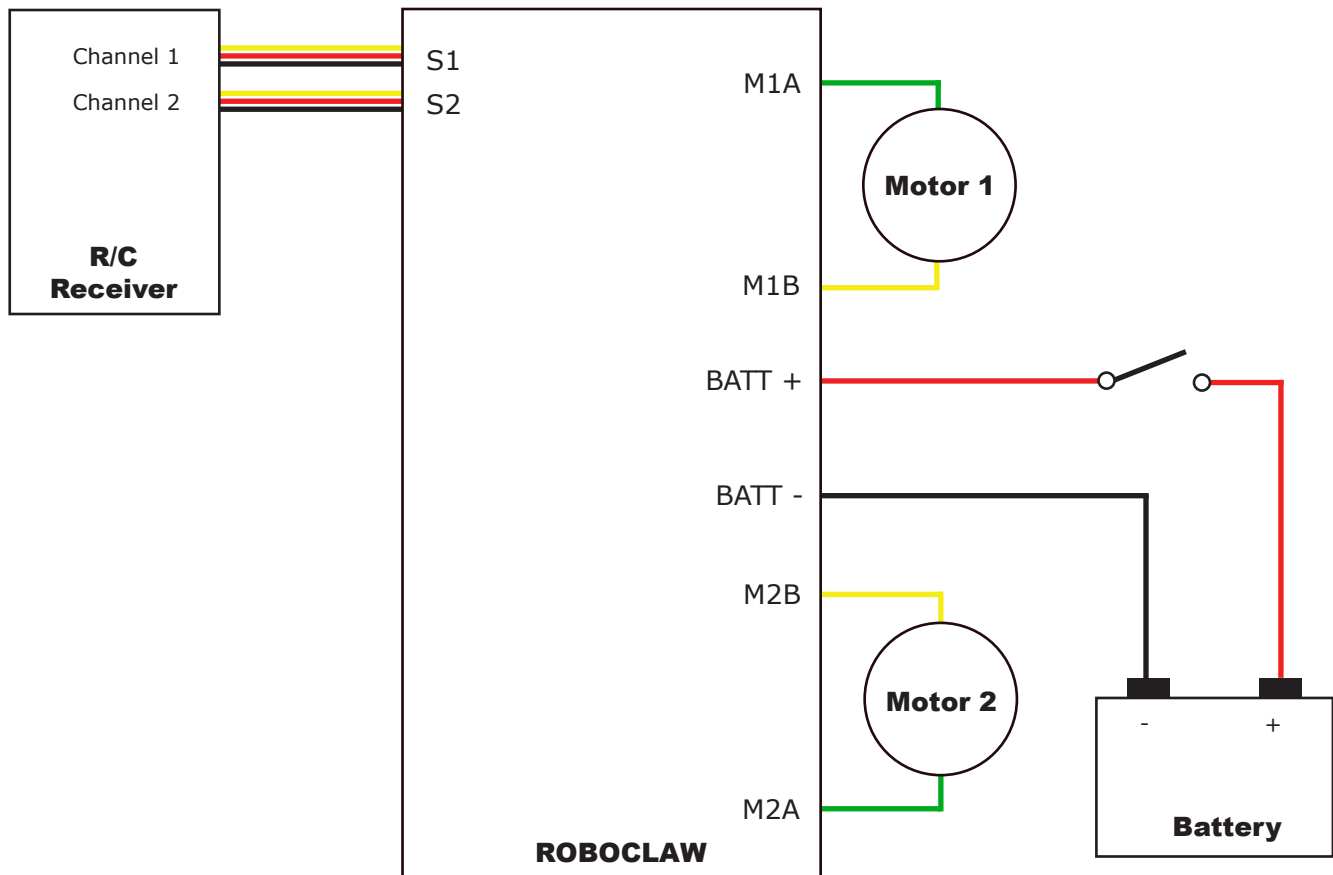 Channel 1
Channel 2
R/C
Receiver
S1
S2
ROBOCLAW
M1A
M1B
BATT +
BATT -
M2B
M2A
Motor 1
Motor 2
- +
Battery